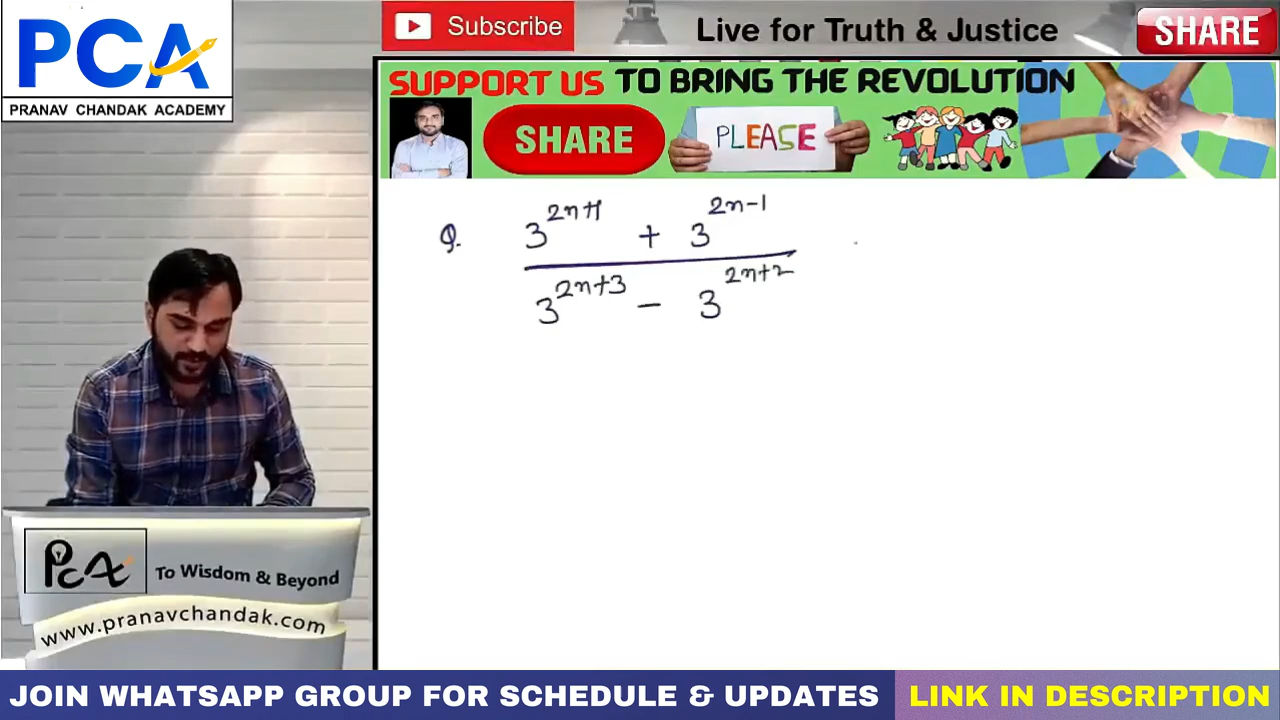 PCA
PRANAV CHANDAK ACADEMY
Subscribe
Live for Truth & Justice
SHARE
SUPPORT US TO BRING THE REVOLUTION
SHARE
PLEASE
Q. 3^{2n+1} + 3^{2n-1}
3^{2n+3} - 3^{2n+2}
PCA
To Wisdom & Beyond
www.pranavchandak.com
JOIN WHATSAPP GROUP FOR SCHEDULE & UPDATES
LINK IN DESCRIPTION